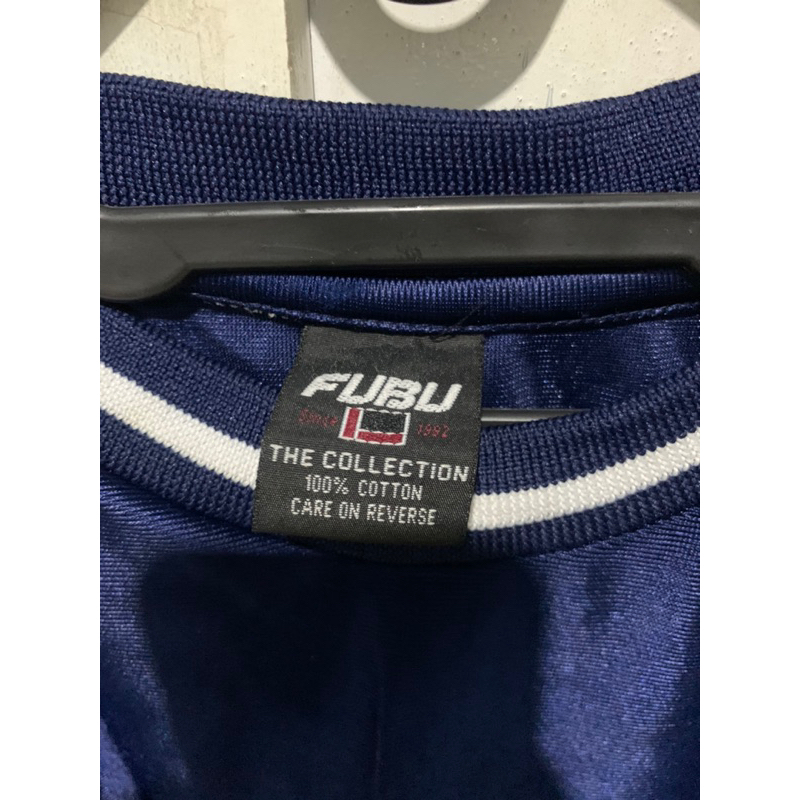 FUBU
Since 1992
THE COLLECTION
100% COTTON
CARE ON REVERSE